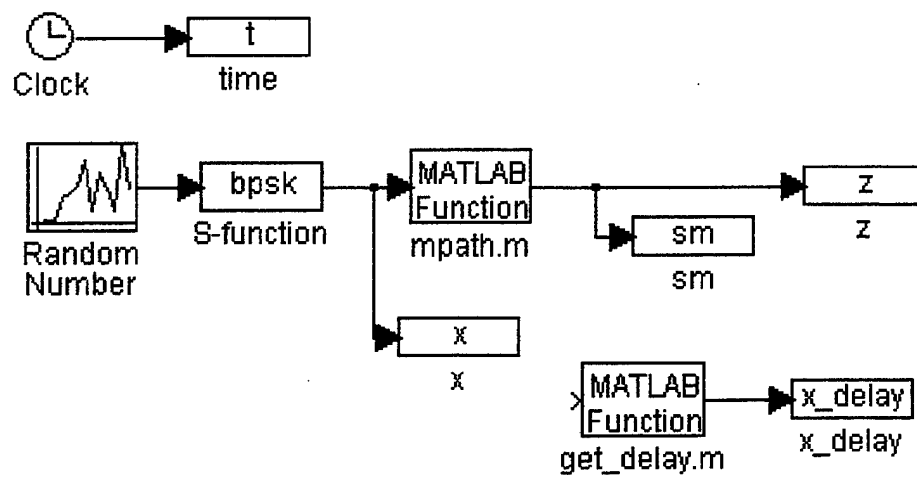 t
Clock
time
MATLAB
Function
bpsk
z
S-function
mpath.m
sm
z
Random
Number
sm
x
x
MATLAB
Function
x_delay
get_delay.m
x_delay